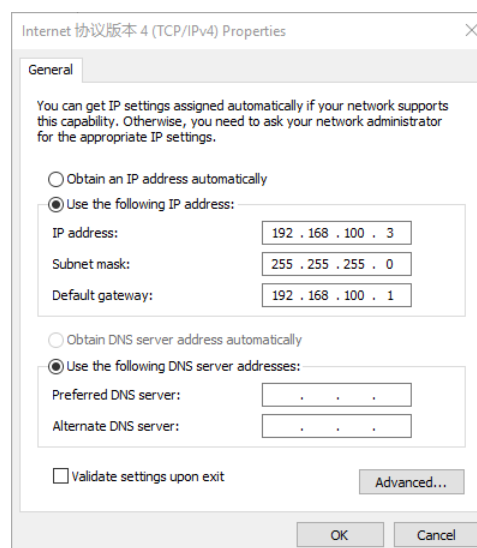 Internet 协议版本 4 (TCP/IPv4) Properties
General
You can get IP settings assigned automatically if your network supports
this capability. Otherwise, you need to ask your network administrator
for the appropriate IP settings.
Obtain an IP address automatically
Use the following IP address:
IP address: 192 . 168 . 100 . 3
Subnet mask: 255 . 255 . 255 . 0
Default gateway: 192 . 168 . 100 . 1
Obtain DNS server address automatically
Use the following DNS server addresses:
Preferred DNS server: . . .
Alternate DNS server: . . .
Validate settings upon exit
Advanced...
OK Cancel